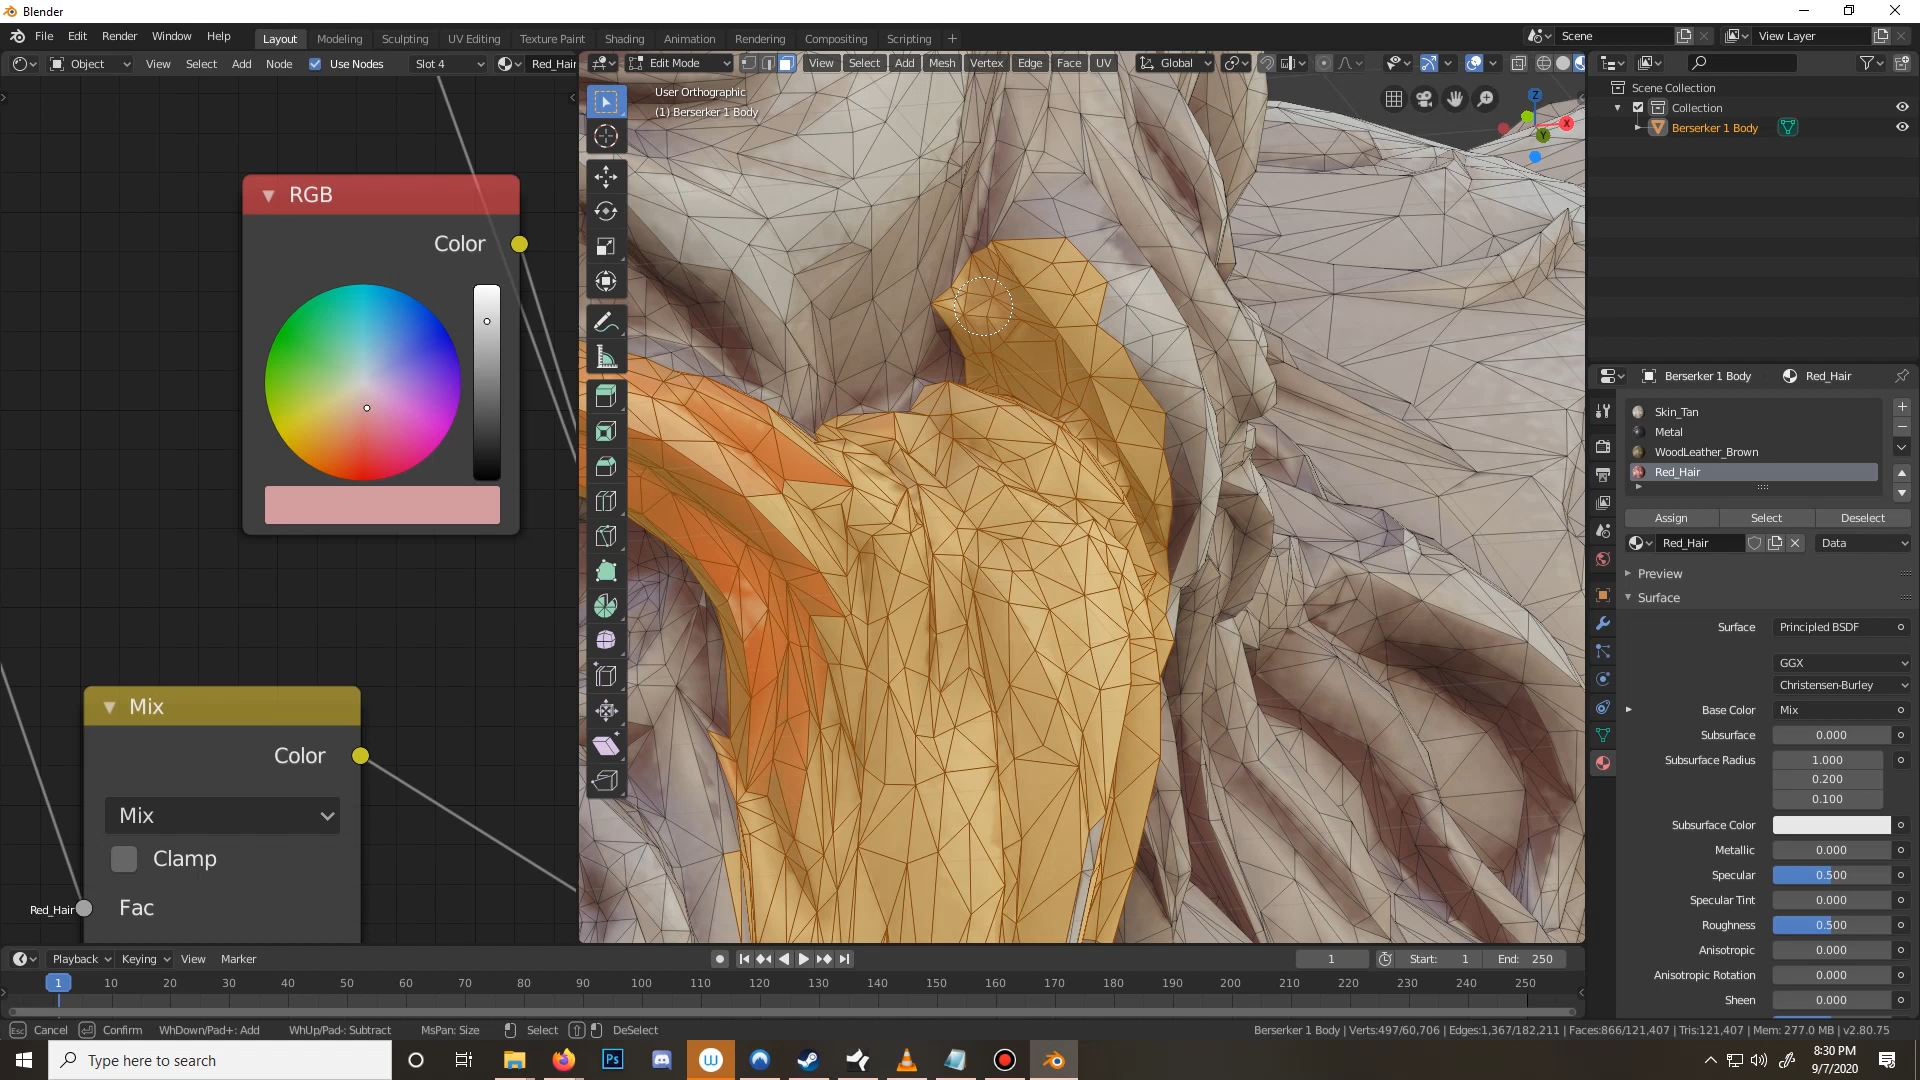 Blender
File Edit Render Window Help
Layout Modeling Sculpting UV Editing Texture Paint Shading Animation Rendering Compositing Scripting +
Scene
View Layer
Object View Select Add Node Use Nodes Slot 4 Red_Hair
Edit Mode View Select Add Mesh Vertex Edge Face UV Global
User Orthographic
(1) Berserker 1 Body
Z
X
Y
Scene Collection
Collection
Berserker 1 Body
RGB
Color
Mix
Color
Mix
Clamp
Red_Hair Fac
Berserker 1 Body Red_Hair
Skin_Tan
Metal
WoodLeather_Brown
Red_Hair
Assign Select Deselect
Red_Hair Data
Preview
Surface
Surface Principled BSDF
GGX
Christensen-Burley
Base Color Mix
Subsurface 0.000
Subsurface Radius 1.000
0.200
0.100
Subsurface Color
Metallic 0.000
Specular 0.500
Specular Tint 0.000
Roughness 0.500
Anisotropic 0.000
Anisotropic Rotation 0.000
Sheen 0.000
Playback Keying View Marker
1 Start: 1 End: 250
1 10 20 30 40 50 60 70 80 90 100 110 120 130 140 150 160 170 180 190 200 210 220 230 240 250
Esc Cancel Confirm WhDown/Pad+: Add WhUp/Pad-: Subtract MsPan: Size Select DeSelect
Berserker 1 Body | Verts:497/60,706 | Edges:1,367/182,211 | Faces:866/121,407 | Tris:121,407 | Mem: 277.0 MB | v2.80.75
Type here to search
Ps
8:30 PM
9/7/2020